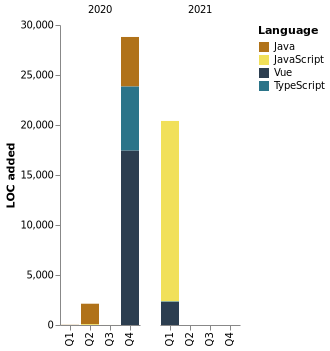 2020 2021
Language
Java
JavaScript
Vue
TypeScript
LOC added
30,000
25,000
20,000
15,000
10,000
5,000
0
Q1 Q2 Q3 Q4 Q1 Q2 Q3 Q4